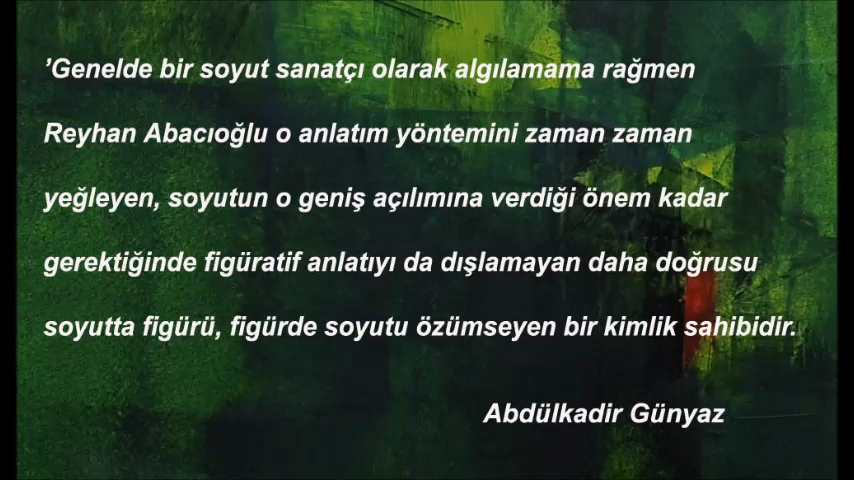 ’Genelde bir soyut sanatçı olarak algılamama rağmen
Reyhan Abacıoğlu o anlatım yöntemini zaman zaman
yeğleyen, soyutun o geniş açılımına verdiği önem kadar
gerektiğinde figüratif anlatıyı da dışlamayan daha doğrusu
soyutta figürü, figürde soyutu özümseyen bir kimlik sahibidir.
Abdülkadir Günyaz